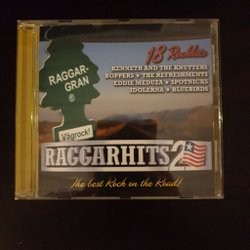 RAGGAR-
GRAN
®
Vägrock!
18 Rocklåtar
KENNETH AND THE KNUTTERS
BOPPERS ★ THE REFRESHMENTS
EDDIE MEDUZA ★ SPOTNICKS
IDOLERNA ★ BLUEBIRDS
RAGGARHITS 2
The best Rock on the Road!